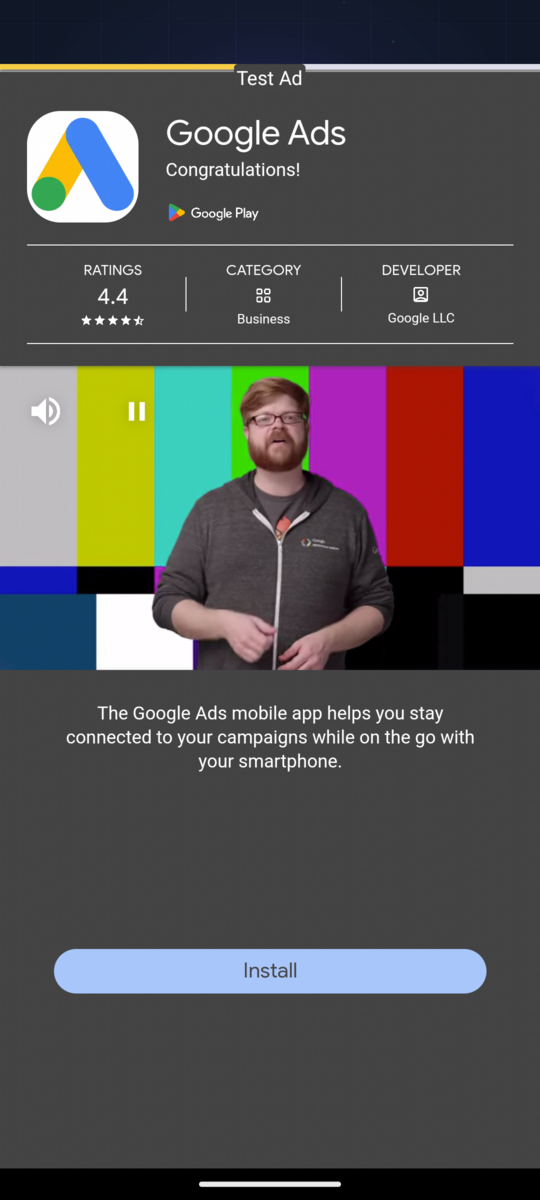 Test Ad
Google Ads
Congratulations!
Google Play
RATINGS
CATEGORY
DEVELOPER
4.4
Business
Google LLC
Google
The Google Ads mobile app helps you stay
connected to your campaigns while on the go with
your smartphone.
Install